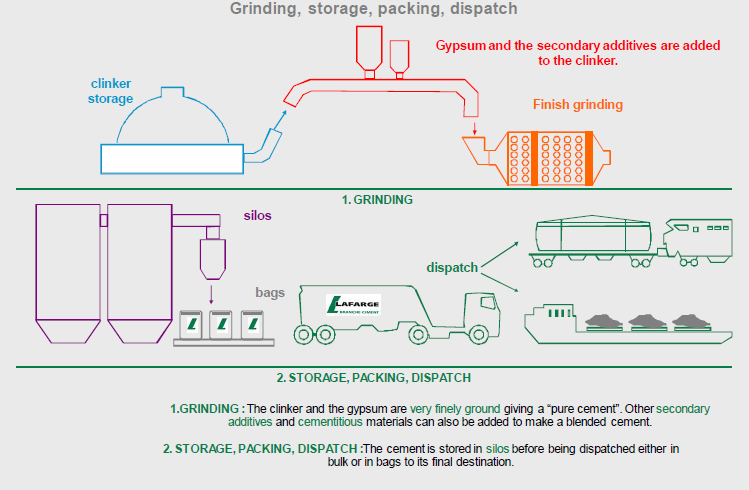 Grinding, storage, packing, dispatch
Gypsum and the secondary additives are added
to the clinker.
clinker
storage
Finish grinding
1. GRINDING
silos
dispatch
bags
LAFARGE
BRANCHE CIMENT
L
L
L
2. STORAGE, PACKING, DISPATCH
1.GRINDING : The clinker and the gypsum are very finely ground giving a “pure cement”. Other secondary
additives and cementitious materials can also be added to make a blended cement.
2. STORAGE, PACKING, DISPATCH :The cement is stored in silos before being dispatched either in
bulk or in bags to its final destination.